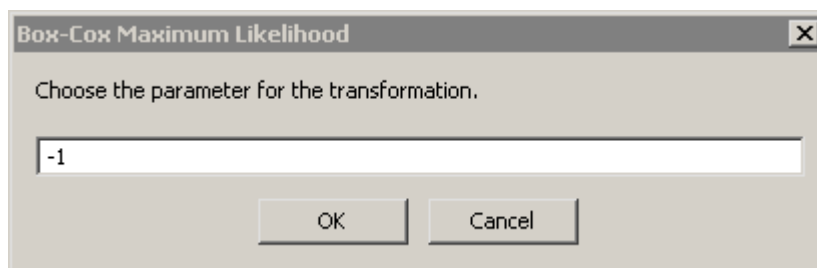 Box-Cox Maximum Likelihood
Choose the parameter for the transformation.
-1
OK Cancel